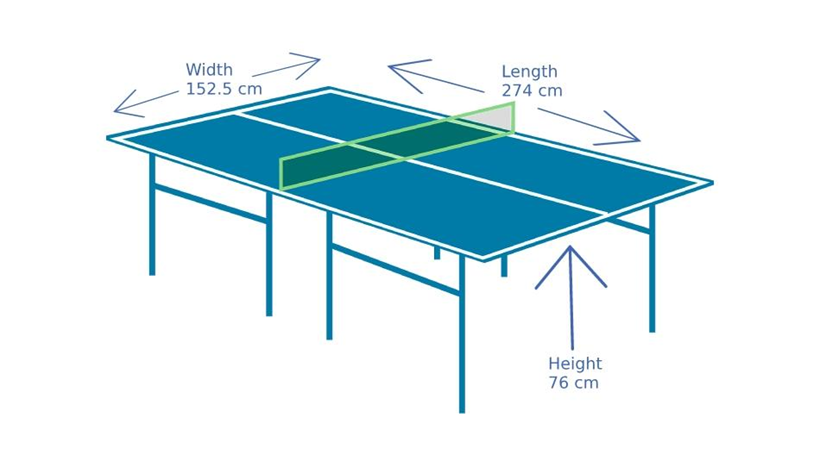 Width
152.5 cm
Length
274 cm
Height
76 cm